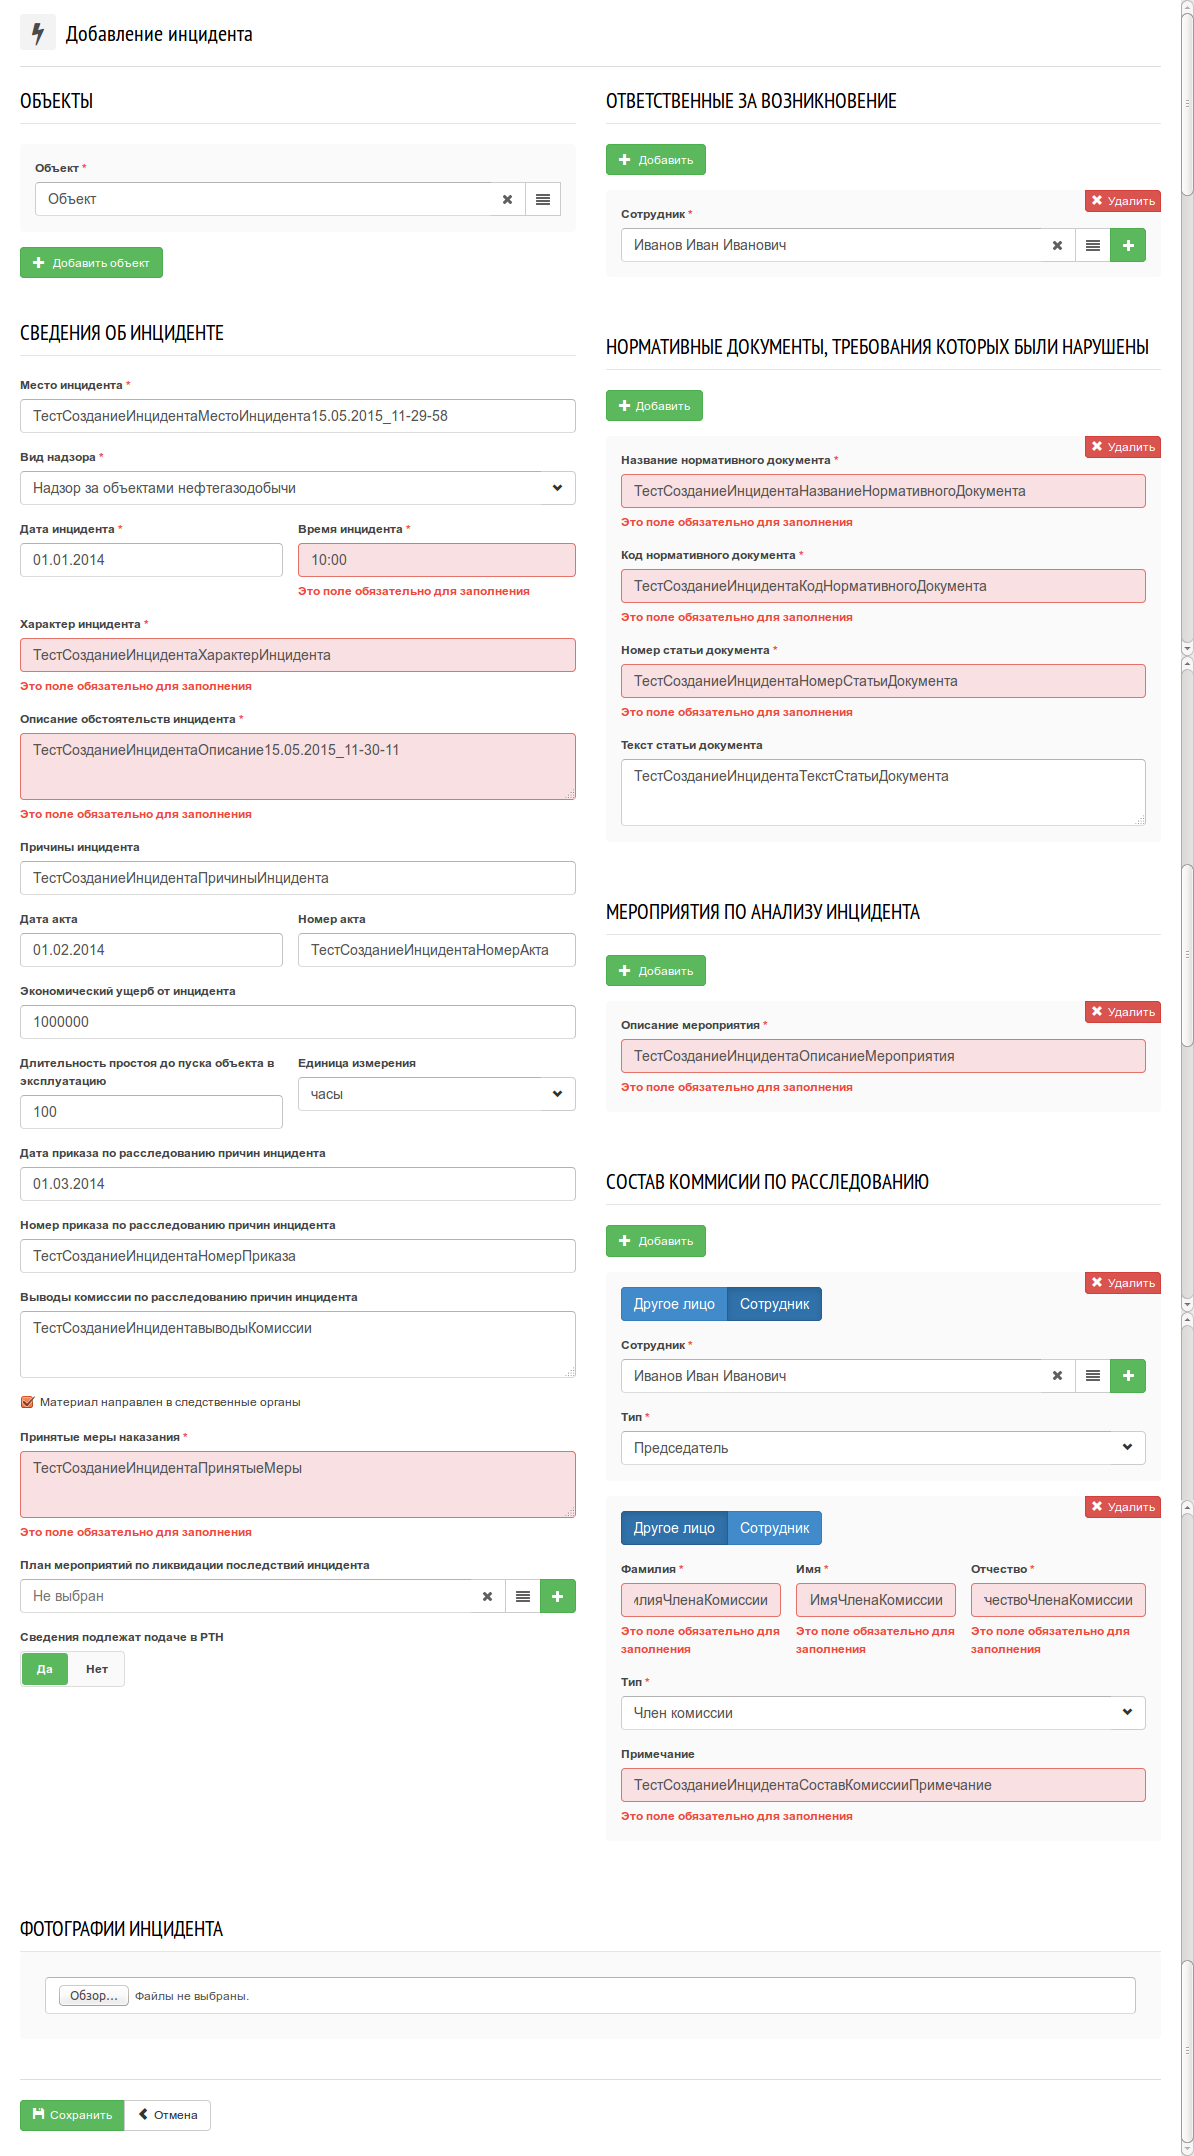 Добавление инцидента
ОБЪЕКТЫ
Объект *
Объект
Добавить объект
СВЕДЕНИЯ ОБ ИНЦИДЕНТЕ
Место инцидента *
ТестСозданиеИнцидентаМестоИнцидента15.05.2015_11-29-58
Вид надзора *
Надзор за объектами нефтегазодобычи
Дата инцидента *
Время инцидента *
01.01.2014
10:00
Это поле обязательно для заполнения
Характер инцидента *
ТестСозданиеИнцидентаХарактерИнцидента
Это поле обязательно для заполнения
Описание обстоятельств инцидента *
ТестСозданиеИнцидентаОписание15.05.2015_11-30-11
Это поле обязательно для заполнения
Причины инцидента
ТестСозданиеИнцидентаПричиныИнцидента
Дата акта
Номер акта
01.02.2014
ТестСозданиеИнцидентаНомерАкта
Экономический ущерб от инцидента
1000000
Длительность простоя до пуска объекта в
эксплуатацию
Единица измерения
100
часы
Дата приказа по расследованию причин инцидента
01.03.2014
Номер приказа по расследованию причин инцидента
ТестСозданиеИнцидентаНомерПриказа
Выводы комиссии по расследованию причин инцидента
ТестСозданиеИнцидентавыводыКомиссии
Материал направлен в следственные органы
Принятые меры наказания *
ТестСозданиеИнцидентаПринятыеМеры
Это поле обязательно для заполнения
План мероприятий по ликвидации последствий инцидента
Не выбран
Сведения подлежат подаче в РТН
Да Нет
ОТВЕТСТВЕННЫЕ ЗА ВОЗНИКНОВЕНИЕ
Добавить
Удалить
Сотрудник *
Иванов Иван Иванович
НОРМАТИВНЫЕ ДОКУМЕНТЫ, ТРЕБОВАНИЯ КОТОРЫХ БЫЛИ НАРУШЕНЫ
Добавить
Удалить
Название нормативного документа *
ТестСозданиеИнцидентаНазваниеНормативногоДокумента
Это поле обязательно для заполнения
Код нормативного документа *
ТестСозданиеИнцидентаКодНормативногоДокумента
Это поле обязательно для заполнения
Номер статьи документа *
ТестСозданиеИнцидентаНомерСтатьиДокумента
Это поле обязательно для заполнения
Текст статьи документа
ТестСозданиеИнцидентаТекстСтатьиДокумента
МЕРОПРИЯТИЯ ПО АНАЛИЗУ ИНЦИДЕНТА
Добавить
Удалить
Описание мероприятия *
ТестСозданиеИнцидентаОписаниеМероприятия
Это поле обязательно для заполнения
СОСТАВ КОММИСИИ ПО РАССЛЕДОВАНИЮ
Добавить
Удалить
Другое лицо Сотрудник
Сотрудник *
Иванов Иван Иванович
Тип *
Председатель
Удалить
Другое лицо Сотрудник
Фамилия *
Имя *
Отчество *
илияЧленаКомиссии
ИмяЧленаКомиссии
чествоЧленаКомиссии
Это поле обязательно для
заполнения
Это поле обязательно для
заполнения
Это поле обязательно для
заполнения
Тип *
Член комиссии
Примечание
ТестСозданиеИнцидентаСоставКомиссииПримечание
Это поле обязательно для заполнения
ФОТОГРАФИИ ИНЦИДЕНТА
Обзор... Файлы не выбраны.
Сохранить Отмена